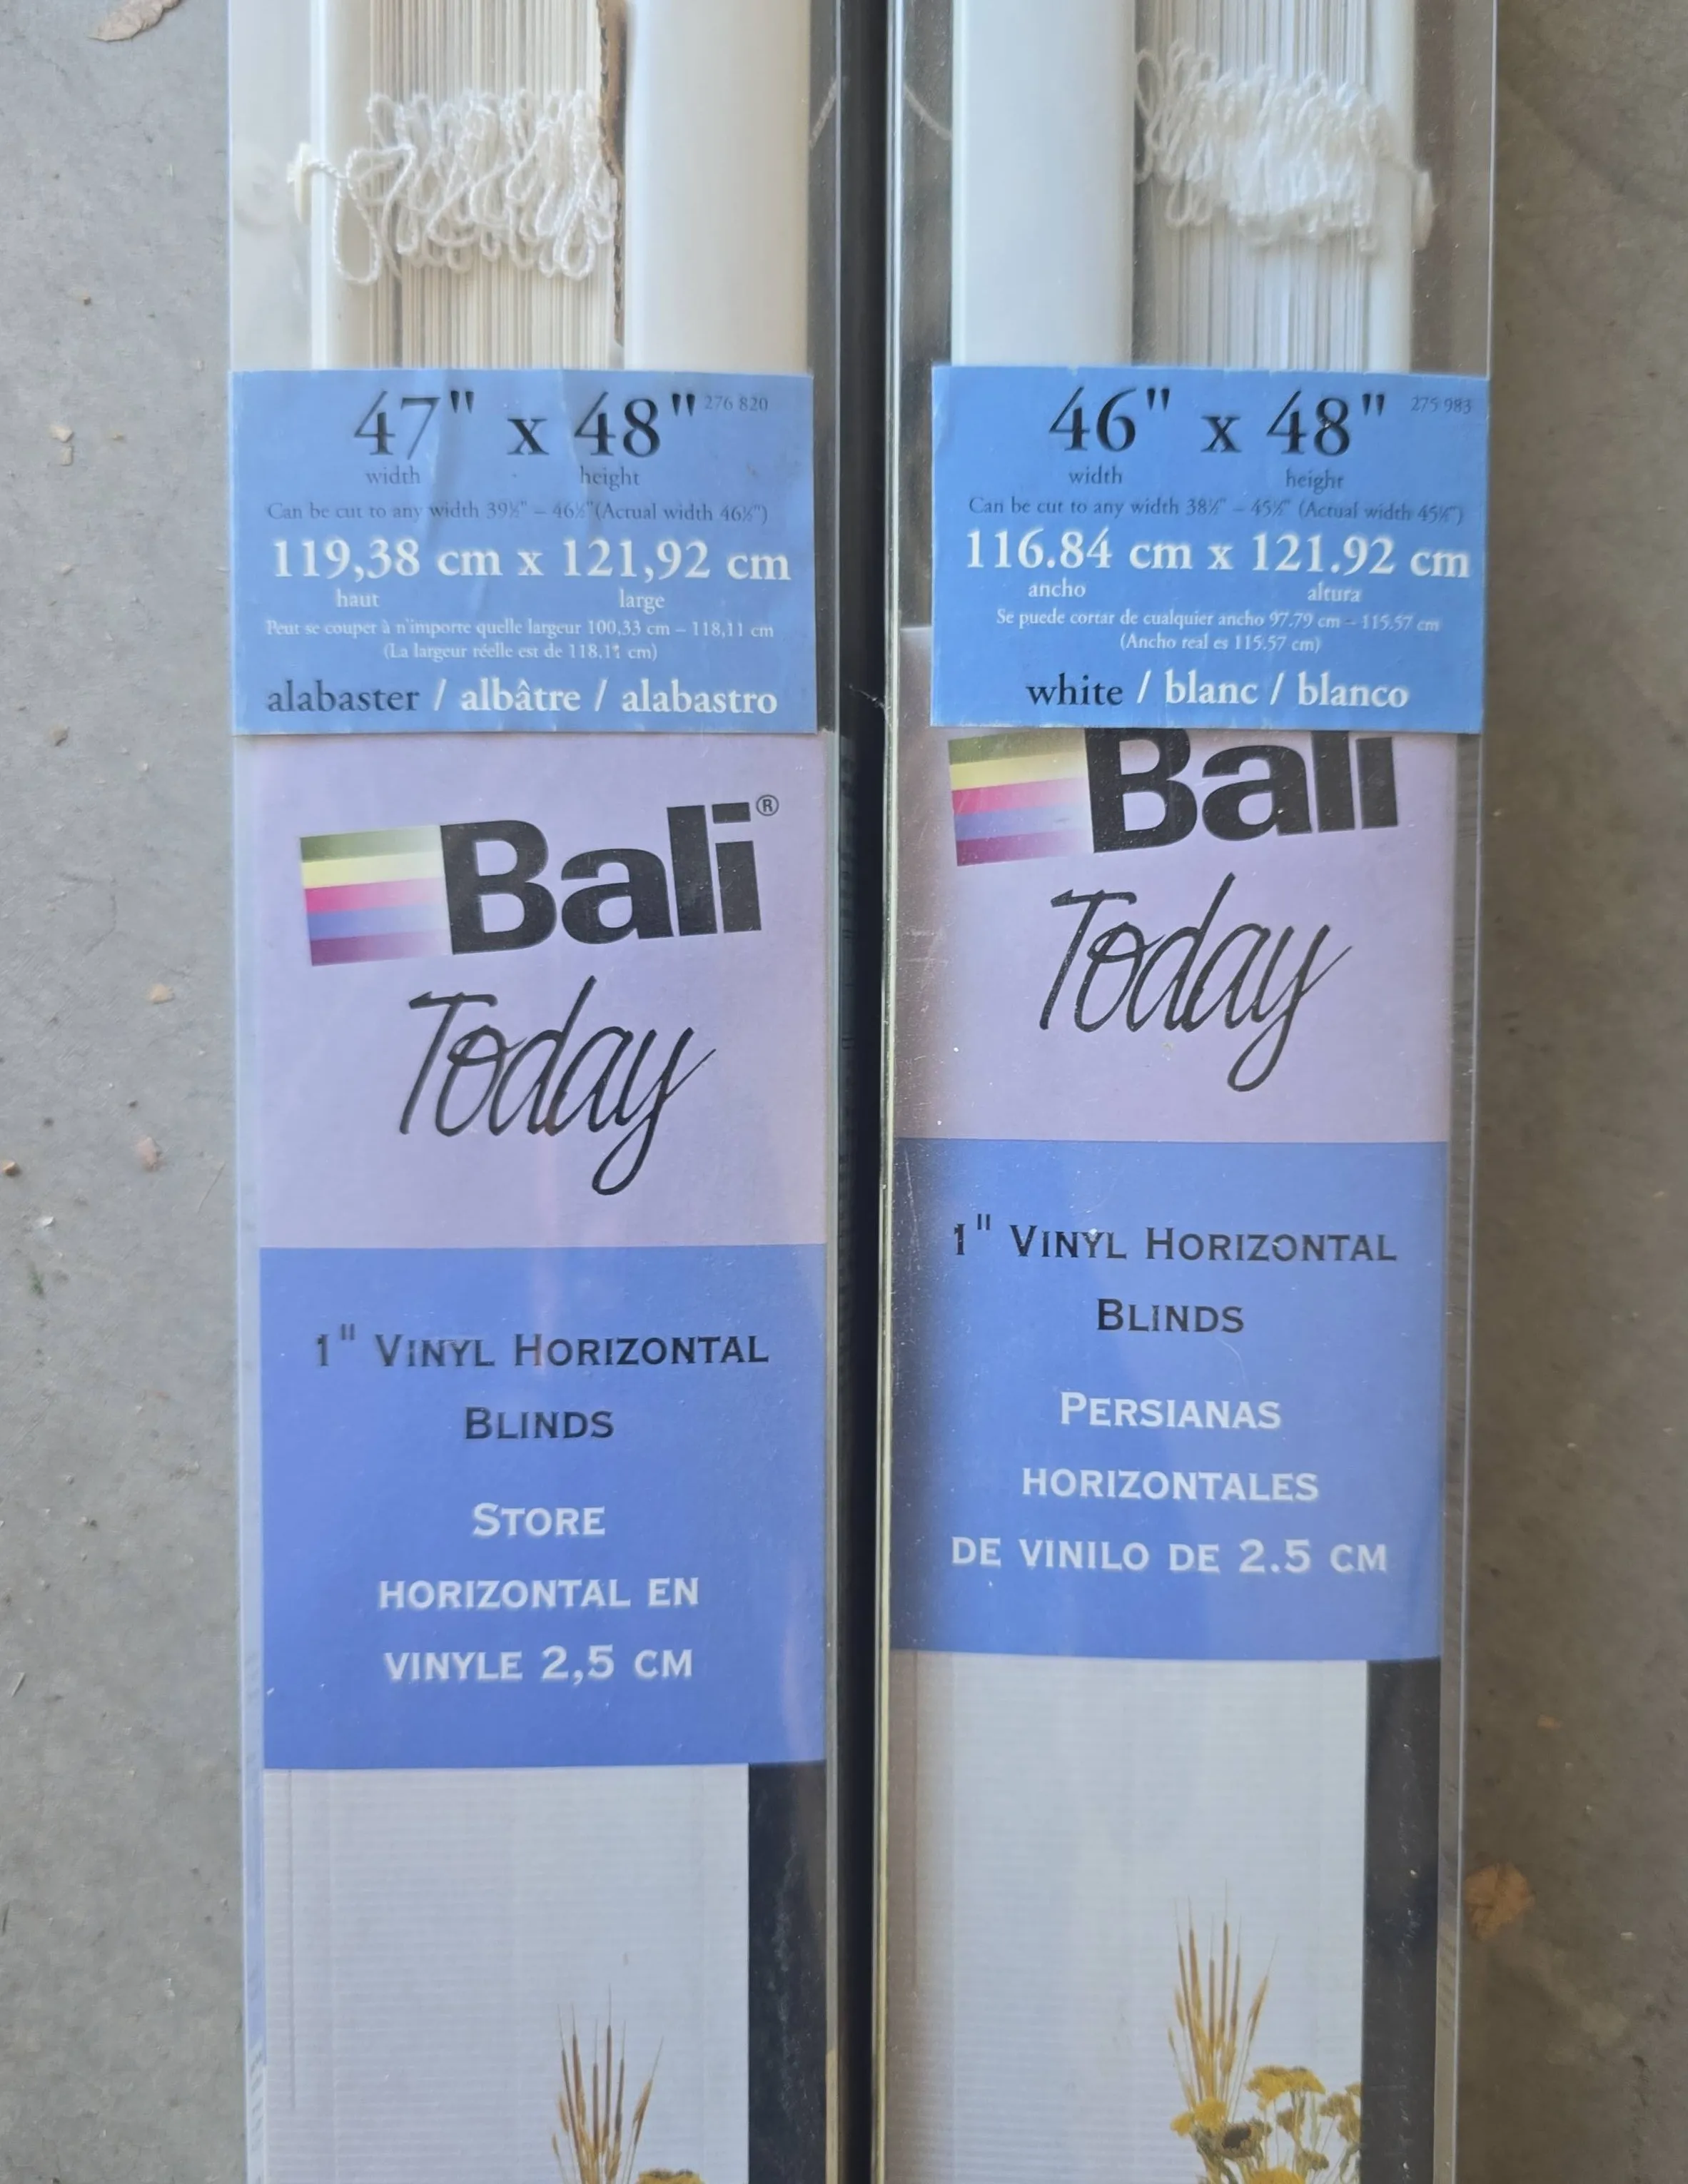 47" x 48" 276 820
width height
Can be cut to any width 39½" – 46½"(Actual width 46½")
119,38 cm x 121,92 cm
haut large
Peut se couper à n'importe quelle largeur 100,33 cm – 118,11 cm
(La largeur réelle est de 118,11 cm)
alabaster / albâtre / alabastro
Bali®
Today
1" VINYL HORIZONTAL
BLINDS
STORE
HORIZONTAL EN
VINYLE 2,5 CM
46" x 48" 275 983
width height
Can be cut to any width 38½" – 45½" (Actual width 45½")
116.84 cm x 121.92 cm
ancho altura
Se puede cortar de cualquier ancho 97.79 cm – 115.57 cm
(Ancho real es 115.57 cm)
white / blanc / blanco
Bali
Today
1" VINYL HORIZONTAL
BLINDS
PERSIANAS
HORIZONTALES
DE VINILO DE 2.5 CM